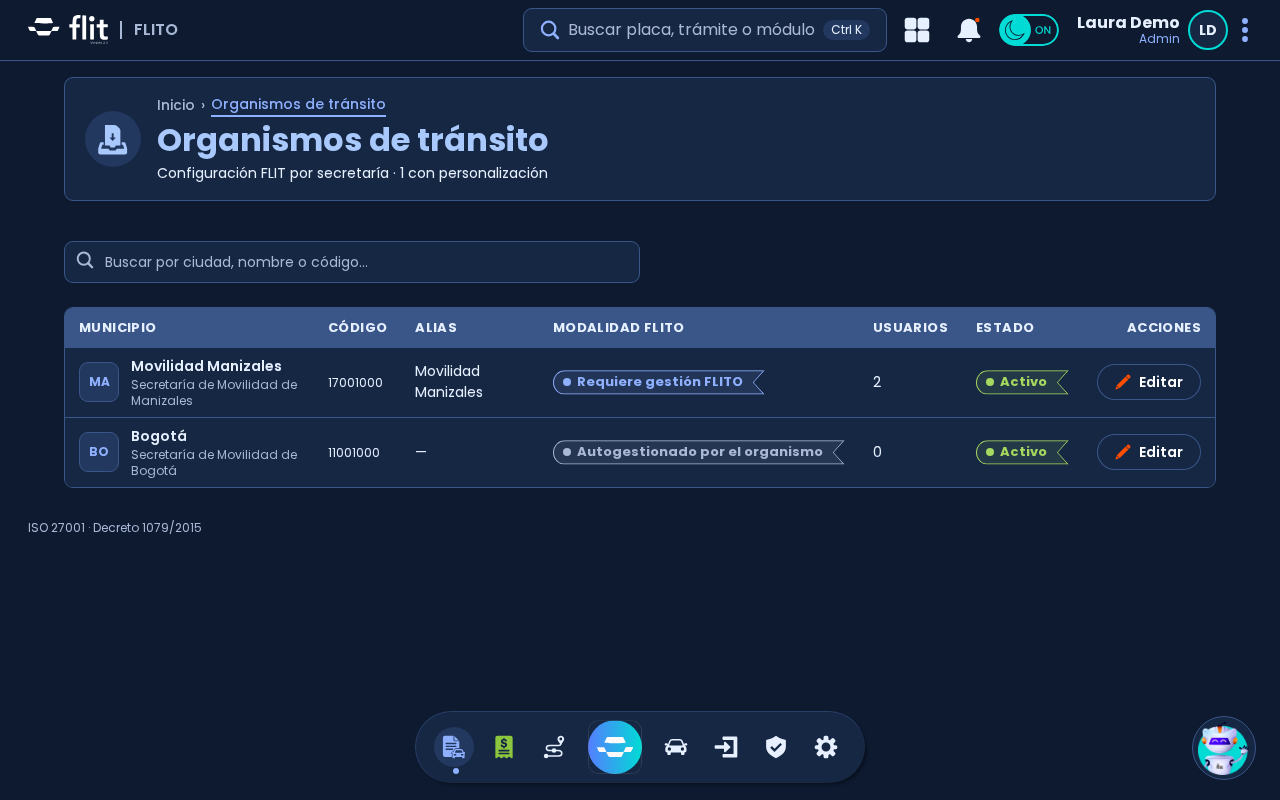 flit | FLITO
Buscar placa, trámite o módulo Ctrl K
ON
Laura Demo
Admin
LD
Inicio › Organismos de tránsito
Organismos de tránsito
Configuración FLIT por secretaría · 1 con personalización
Buscar por ciudad, nombre o código...
MUNICIPIO CÓDIGO ALIAS MODALIDAD FLITO USUARIOS ESTADO ACCIONES
MA Movilidad Manizales
Secretaría de Movilidad de
Manizales
17001000
Movilidad
Manizales
Requiere gestión FLITO 2 Activo Editar
BO Bogotá
Secretaría de Movilidad de
Bogotá
11001000 — Autogestionado por el organismo 0 Activo Editar
ISO 27001 · Decreto 1079/2015